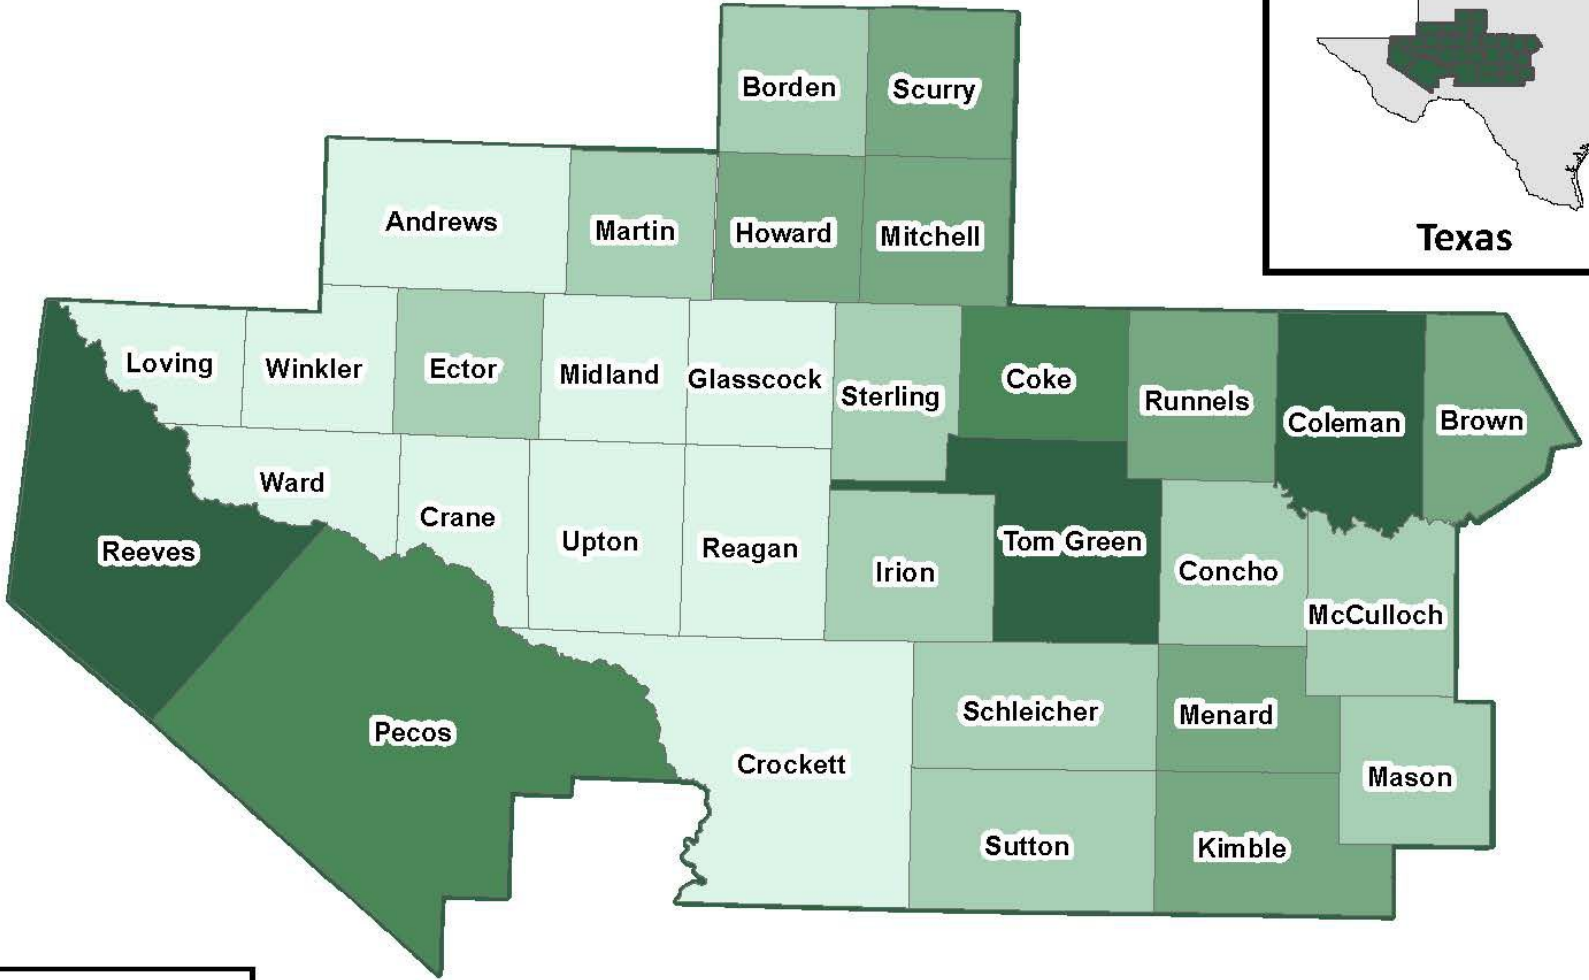 Borden
Scurry
Texas
Andrews
Martin
Howard
Mitchell
Loving
Winkler
Ector
Midland
Glasscock
Sterling
Coke
Runnels
Coleman
Brown
Ward
Crane
Upton
Reagan
Irion
Tom Green
Concho
McCulloch
Reeves
Pecos
Crockett
Schleicher
Menard
Mason
Sutton
Kimble